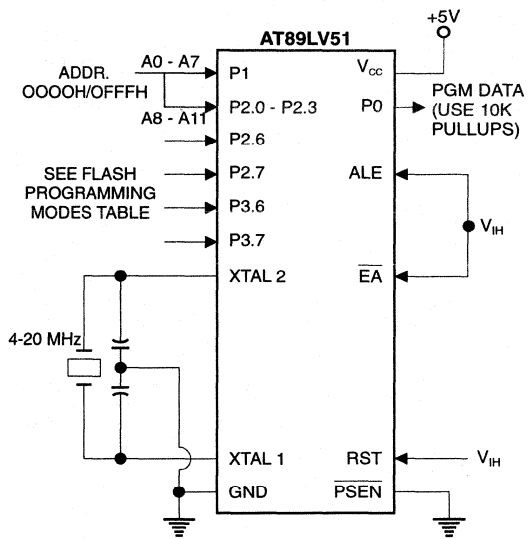 +5V
AT89LV51
A0 - A7
ADDR.
OOOOH/OFFFH
P1
VCC
A8 - A11
P2.0 - P2.3
P0
PGM DATA
(USE 10K
PULLUPS)
P2.6
SEE FLASH
PROGRAMMING
MODES TABLE
P2.7
ALE
P3.6
P3.7
VIH
XTAL 2
EA
4-20 MHz
XTAL 1
RST
VIH
GND
PSEN